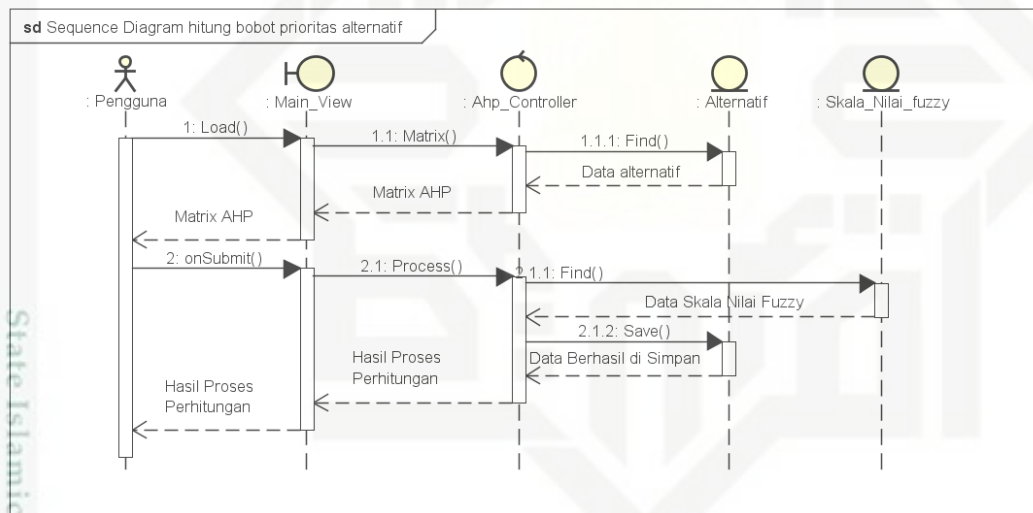 sd Sequence Diagram hitung bobot prioritas alternatif
: Pengguna
: Main_View
: Ahp_Controller
: Alternatif
: Skala_Nilai_fuzzy
1: Load()
1.1: Matrix()
1.1.1: Find()
Data alternatif
Matrix AHP
Matrix AHP
2: onSubmit()
2.1: Process()
2.1.1: Find()
Data Skala Nilai Fuzzy
2.1.2: Save()
Data Berhasil di Simpan
Hasil Proses
Perhitungan
Hasil Proses
Perhitungan
State Islamic